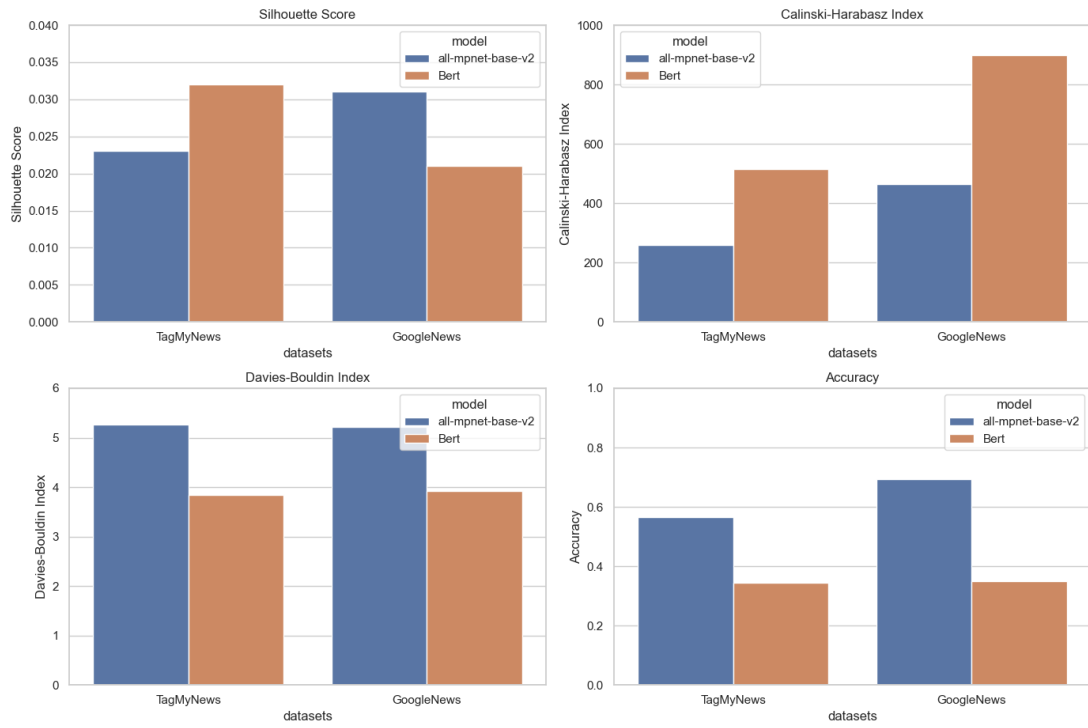 Silhouette Score
0.040
0.035
0.030
0.025
0.020
0.015
0.010
0.005
0.000
Silhouette Score
model
all-mpnet-base-v2
Bert
TagMyNews
GoogleNews
datasets
Calinski-Harabasz Index
1000
800
600
400
200
0
Calinski-Harabasz Index
model
all-mpnet-base-v2
Bert
TagMyNews
GoogleNews
datasets
Davies-Bouldin Index
6
5
4
3
2
1
0
Davies-Bouldin Index
model
all-mpnet-base-v2
Bert
TagMyNews
GoogleNews
datasets
Accuracy
1.0
0.8
0.6
0.4
0.2
0.0
Accuracy
model
all-mpnet-base-v2
Bert
TagMyNews
GoogleNews
datasets